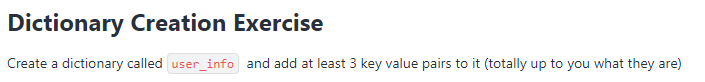 Dictionary Creation Exercise
Create a dictionary called user_info and add at least 3 key value pairs to it (totally up to you what they are)